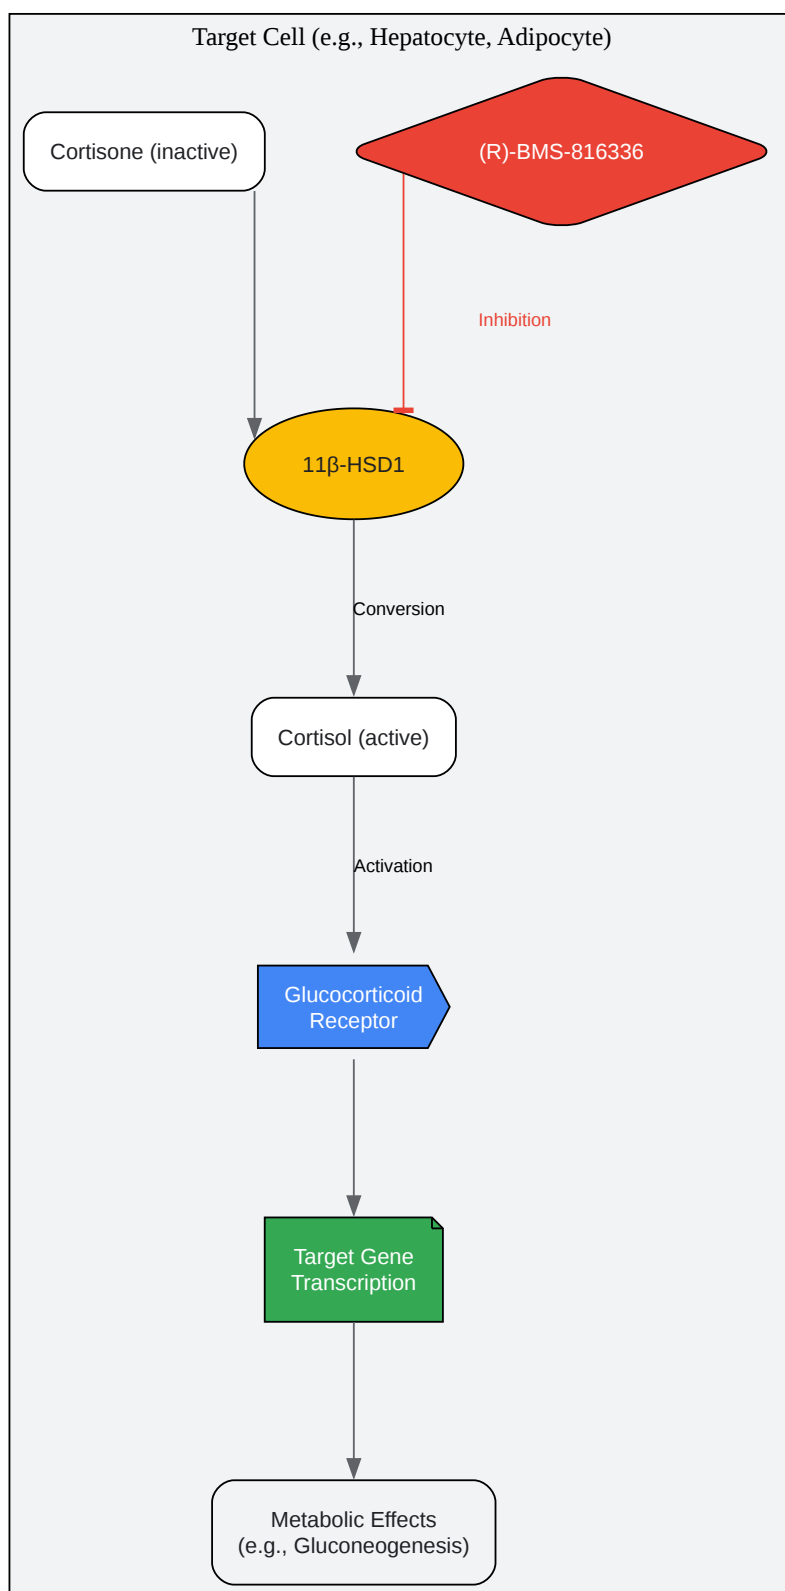 Target Cell (e.g., Hepatocyte, Adipocyte)
Cortisone (inactive)
(R)-BMS-816336
Inhibition
11β-HSD1
Conversion
Cortisol (active)
Activation
Glucocorticoid
Receptor
Target Gene
Transcription
Metabolic Effects
(e.g., Gluconeogenesis)